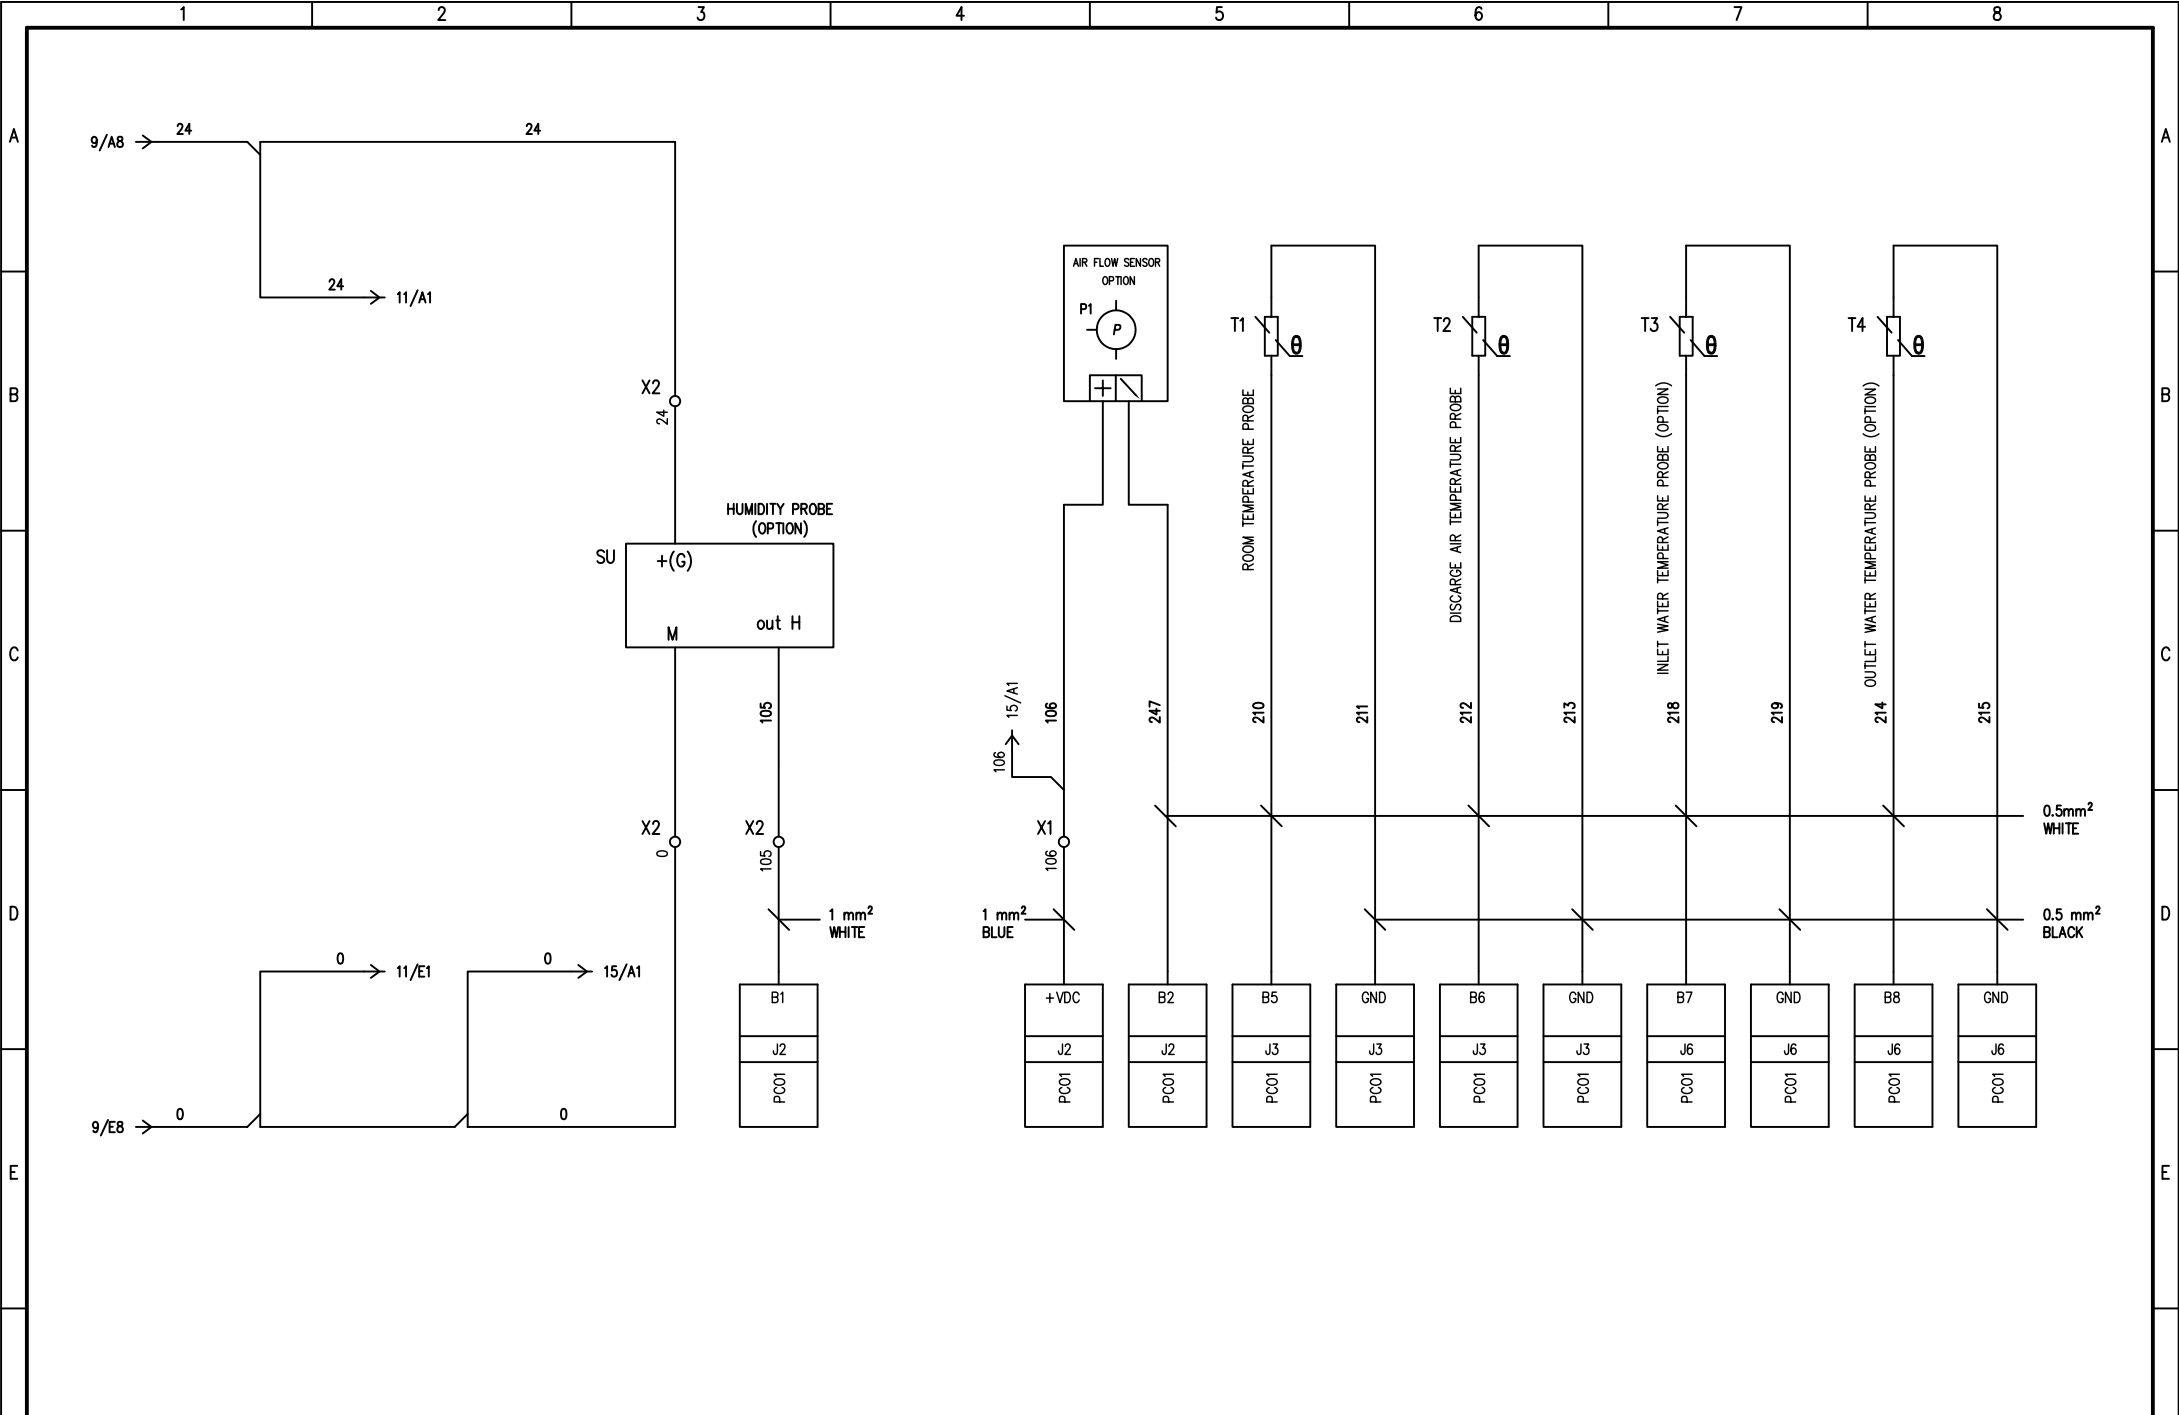 1 2 3 4 5 6 7 8
A A
9/A8 24 24
24 11/A1
AIR FLOW SENSOR
OPTION
P1
P
T1 θ
T2 θ
T3 θ
T4 θ
B B
X2
24
ROOM TEMPERATURE PROBE
DISCHARGE AIR TEMPERATURE PROBE
INLET WATER TEMPERATURE PROBE (OPTION)
OUTLET WATER TEMPERATURE PROBE (OPTION)
HUMIDITY PROBE
(OPTION)
SU
+(G)
M
out H
C C
105
15/A1
106
106
247
210
211
212
213
218
219
214
215
0.5mm²
WHITE
X2
0
X2
105
X1
106
D D
1 mm²
WHITE
1 mm²
BLUE
0.5 mm²
BLACK
0 11/E1
0 15/A1
B1 +VDC B2 B5 GND B6 GND B7 GND B8 GND
J2 J2 J2 J3 J3 J3 J3 J6 J6 J6 J6
PCO1 PCO1 PCO1 PCO1 PCO1 PCO1 PCO1 PCO1 PCO1 PCO1 PCO1
9/E8 0 0
E E